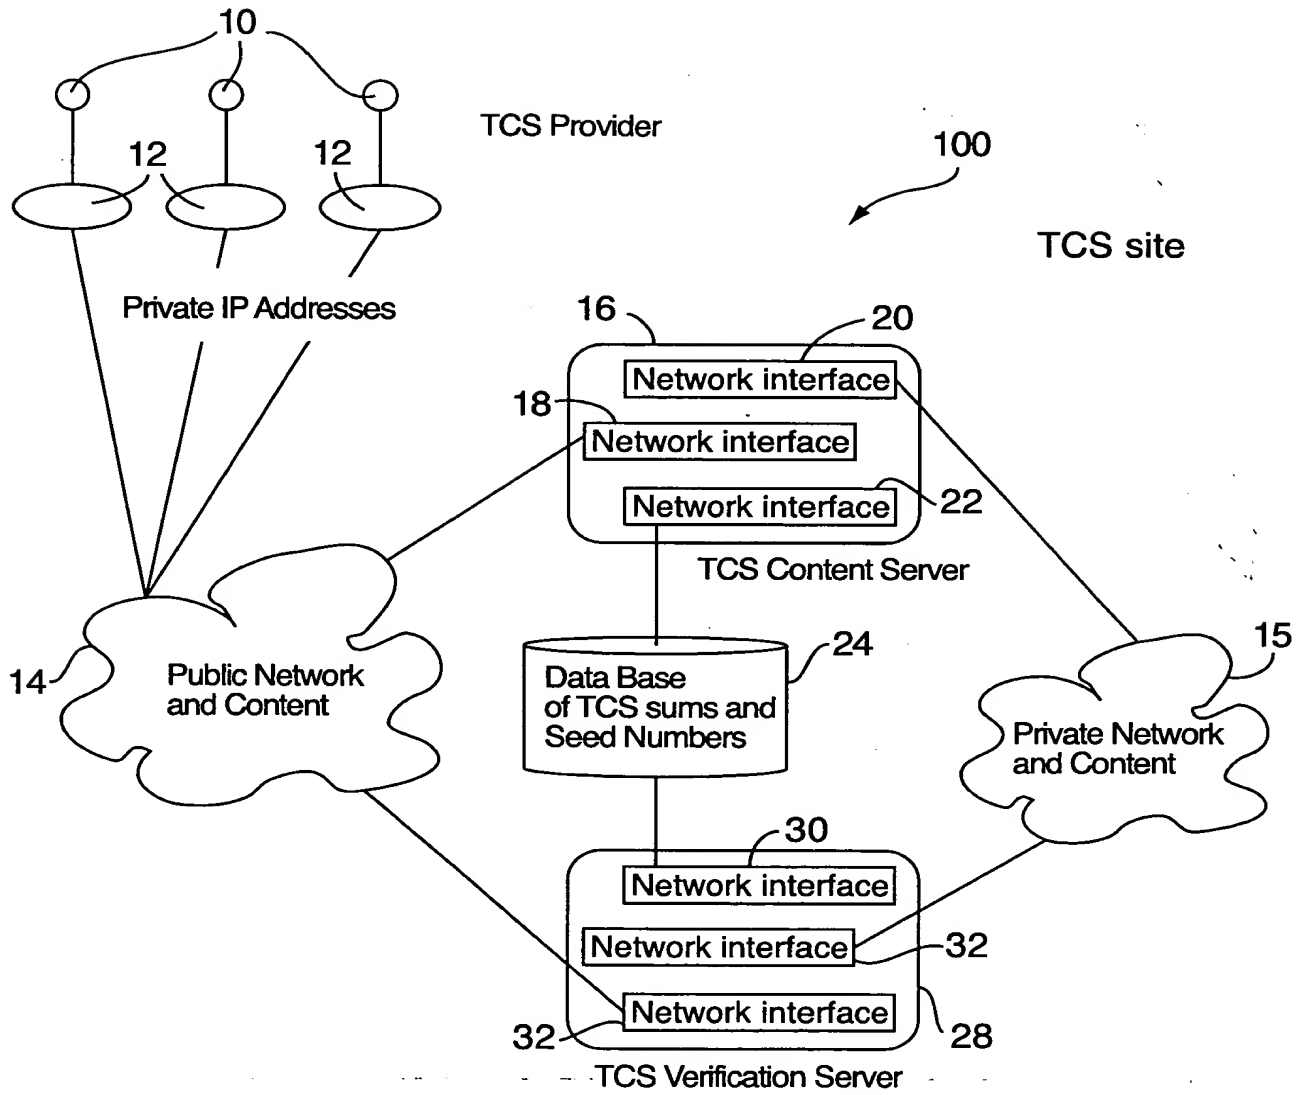 10
TCS Provider
100
12
12
TCS site
Private IP Addresses
16
20
Network interface
18
Network interface
Network interface
22
TCS Content Server
15
24
14
Public Network
and Content
Data Base
of TCS sums and
Seed Numbers
Private Network
and Content
30
Network interface
Network interface
32
Network interface
32
28
TCS Verification Server